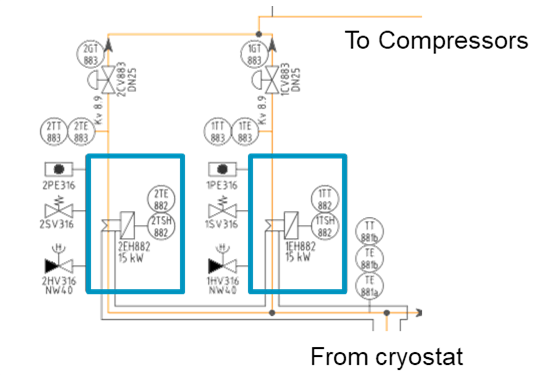 To Compressors
2GT
883
1GT
883
2CV883
DN25
1CV883
DN25
Kv 8.9
Kv 8.9
2TT
883
2TE
883
1TT
883
1TE
883
2PE316
1PE316
2TE
882
1TT
882
2SV316
2TSH
882
1SV316
1TSH
882
TT
881b
2EH882
15 kW
1EH882
15 kW
TE
881b
2HV316
NW40
1HV316
NW40
TE
881a
From cryostat